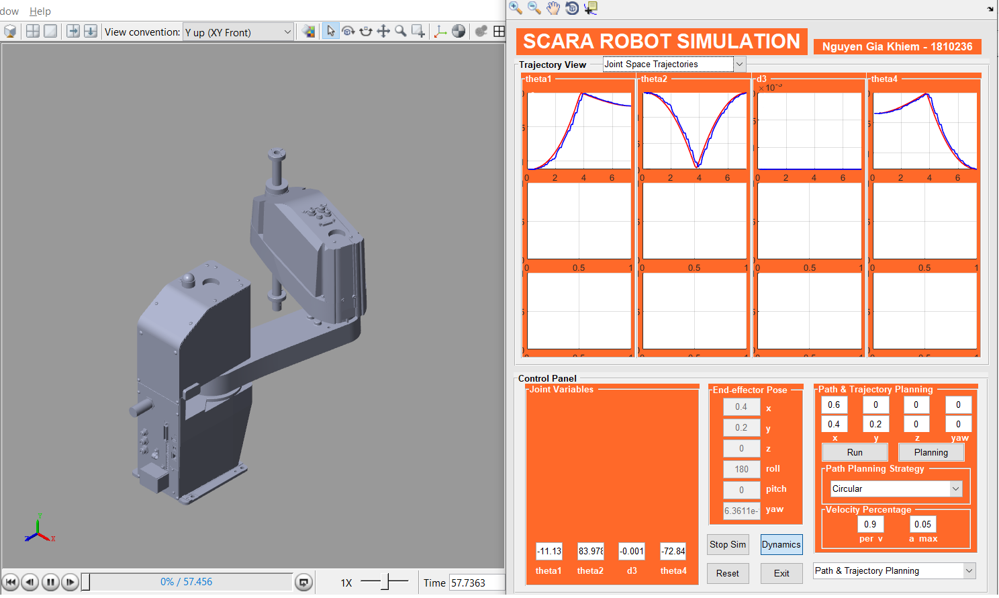 dow Help
View convention: Y up (XY Front)
SCARA ROBOT SIMULATION
Nguyen Gia Khiem - 1810236
Trajectory View Joint Space Trajectories
theta1 theta2 d3 theta4
0 2 4 6 0 2 4 6 0 2 4 6 0 2 4 6
0 0.5 1 0 0.5 1 0 0.5 1 0 0.5 1
Control Panel
Joint Variables
-11.13 83.978 -0.001 -72.84
theta1 theta2 d3 theta4
End-effector Pose
0.4 x
0.2 y
0 z
180 roll
0 pitch
6.3611e- yaw
Stop Sim Dynamics
Reset Exit
Path & Trajectory Planning
0.6 0 0 0
0.4 0.2 0 0
x y z yaw
Run Planning
Path Planning Strategy
Circular
Velocity Percentage
0.9 0.05
per v a max
Path & Trajectory Planning
0% / 57.456
1X
Time 57.7363
Y
Z X